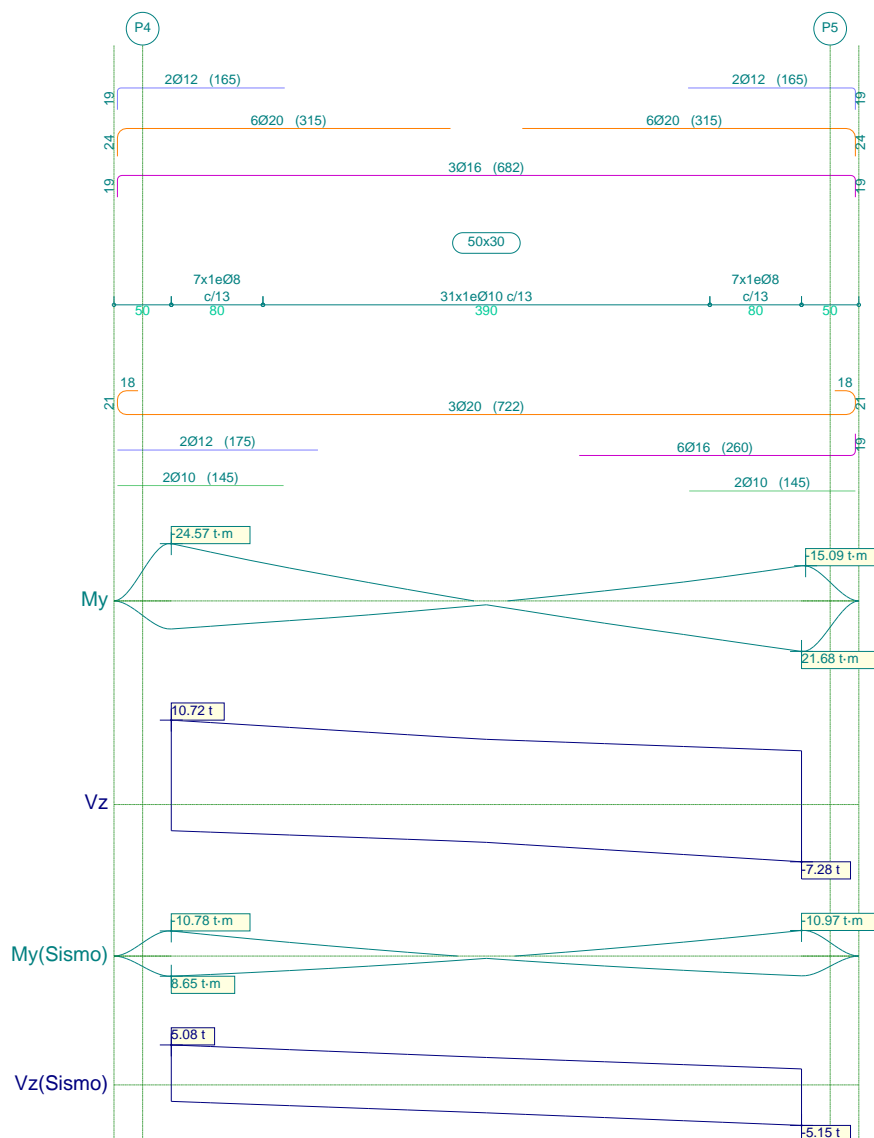 P4 P5
2Ø12 (165) 2Ø12 (165)
19 19
6Ø20 (315) 6Ø20 (315)
24 24
3Ø16 (682)
19 19
50x30
7x1eØ8 7x1eØ8
c/13 31x1eØ10 c/13 c/13
50 80 390 80 50
18 18
21 21
3Ø20 (722)
2Ø12 (175) 6Ø16 (260) 19
2Ø10 (145) 2Ø10 (145)
-24.57 t·m
-15.09 t·m
My
21.68 t·m
10.72 t
Vz
-7.28 t
-10.78 t·m -10.97 t·m
My(Sismo)
8.65 t·m
5.08 t
Vz(Sismo)
-5.15 t